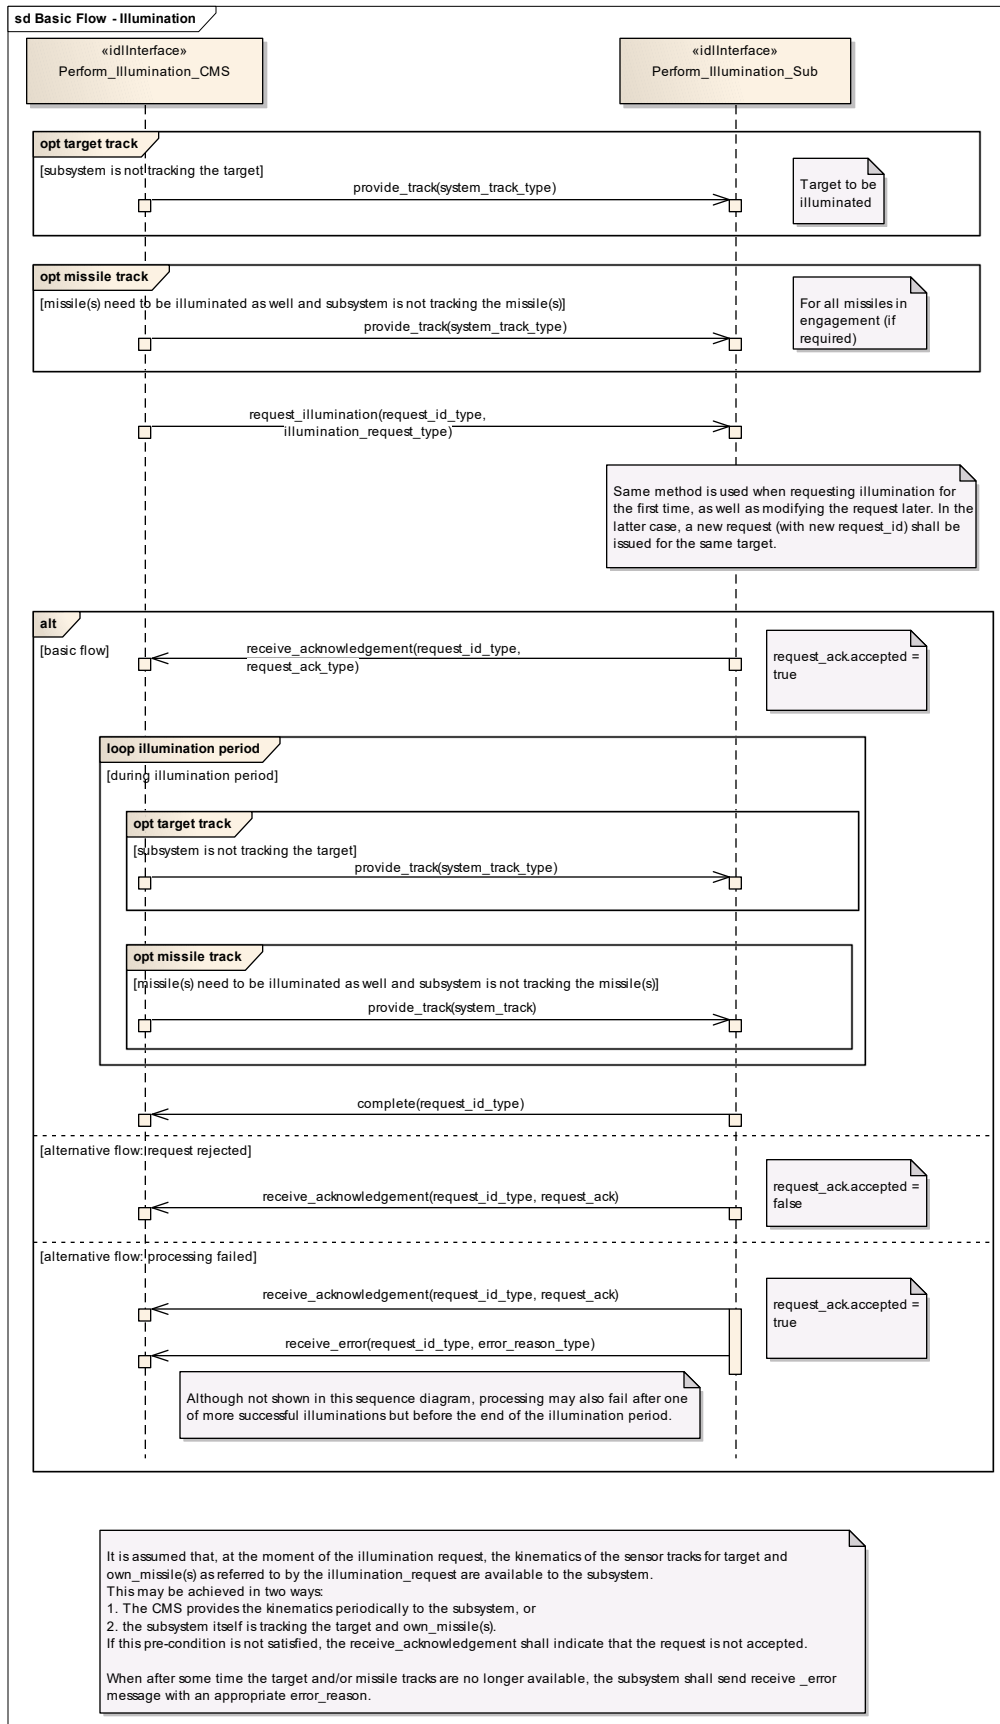 sd Basic Flow - Illumination
«idlInterface»
Perform_Illumination_CMS
«idlInterface»
Perform_Illumination_Sub
opt target track
[subsystem is not tracking the target]
provide_track(system_track_type)
Target to be
illuminated
opt missile track
[missile(s) need to be illuminated as well and subsystem is not tracking the missile(s)]
provide_track(system_track_type)
For all missiles in
engagement (if
required)
request_illumination(request_id_type,
illumination_request_type)
Same method is used when requesting illumination for
the first time, as well as modifying the request later. In the
latter case, a new request (with new request_id) shall be
issued for the same target.
alt
[basic flow]
receive_acknowledgement(request_id_type,
request_ack_type)
request_ack.accepted =
true
loop illumination period
[during illumination period]
opt target track
[subsystem is not tracking the target]
provide_track(system_track_type)
opt missile track
[missile(s) need to be illuminated as well and subsystem is not tracking the missile(s)]
provide_track(system_track)
complete(request_id_type)
[alternative flow: request rejected]
receive_acknowledgement(request_id_type, request_ack)
request_ack.accepted =
false
[alternative flow: processing failed]
receive_acknowledgement(request_id_type, request_ack)
request_ack.accepted =
true
receive_error(request_id_type, error_reason_type)
Although not shown in this sequence diagram, processing may also fail after one
of more successful illuminations but before the end of the illumination period.
It is assumed that, at the moment of the illumination request, the kinematics of the sensor tracks for target and
own_missile(s) as referred to by the illumination_request are available to the subsystem.
This may be achieved in two ways:
1. The CMS provides the kinematics periodically to the subsystem, or
2. the subsystem itself is tracking the target and own_missile(s).
If this pre-condition is not satisfied, the receive_acknowledgement shall indicate that the request is not accepted.
When after some time the target and/or missile tracks are no longer available, the subsystem shall send receive _error
message with an appropriate error_reason.